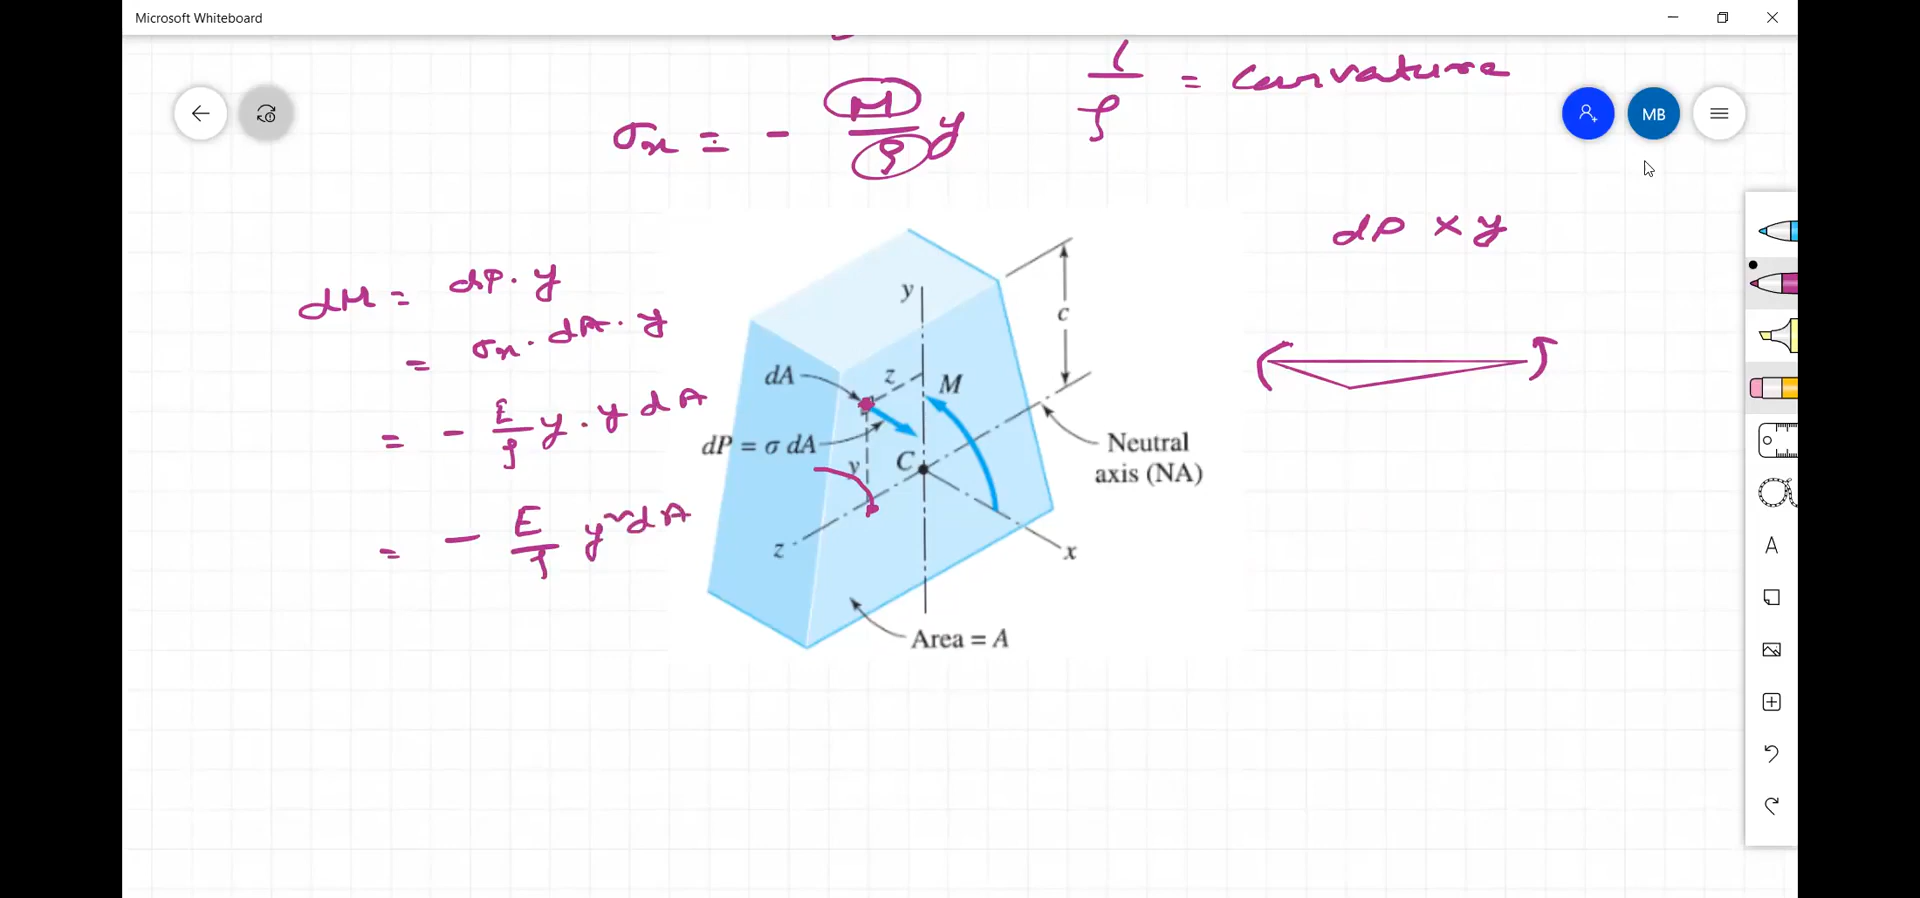 Microsoft Whiteboard
1/ρ = curvature
σx = - M/ρ y
MB
dP × y
dM = dP · y
= σx · dA · y
= - E/ρ y · y dA
= - E/ρ y² dA
y
c
dA
z
M
dP = σ dA
y
C
Neutral
axis (NA)
z
x
Area = A
A